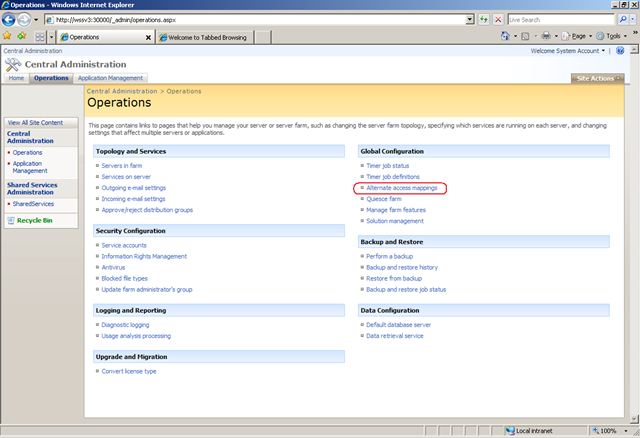 Operations - Windows Internet Explorer
http://wssv3:30000/_admin/operations.aspx
Live Search
Operations
Welcome to Tabbed Browsing
Page
Tools
Central Administration
Welcome System Account
Central Administration
Home
Operations
Application Management
Site Actions
Central Administration > Operations
Operations
This page contains links to pages that help you manage your server or server farm, such as changing the server farm topology, specifying which services are running on each server, and changing
settings that affect multiple servers or applications.
View All Site Content
Central
Administration
Operations
Application
Management
Shared Services
Administration
SharedServices
Recycle Bin
Topology and Services
Servers in farm
Services on server
Outgoing e-mail settings
Incoming e-mail settings
Approve/reject distribution groups
Security Configuration
Service accounts
Information Rights Management
Antivirus
Blocked file types
Update farm administrator's group
Logging and Reporting
Diagnostic logging
Usage analysis processing
Upgrade and Migration
Convert license type
Global Configuration
Timer job status
Timer job definitions
Alternate access mappings
Quiesce farm
Manage farm features
Solution management
Backup and Restore
Perform a backup
Backup and restore history
Restore from backup
Backup and restore job status
Data Configuration
Default database server
Data retrieval service
Local intranet
100%